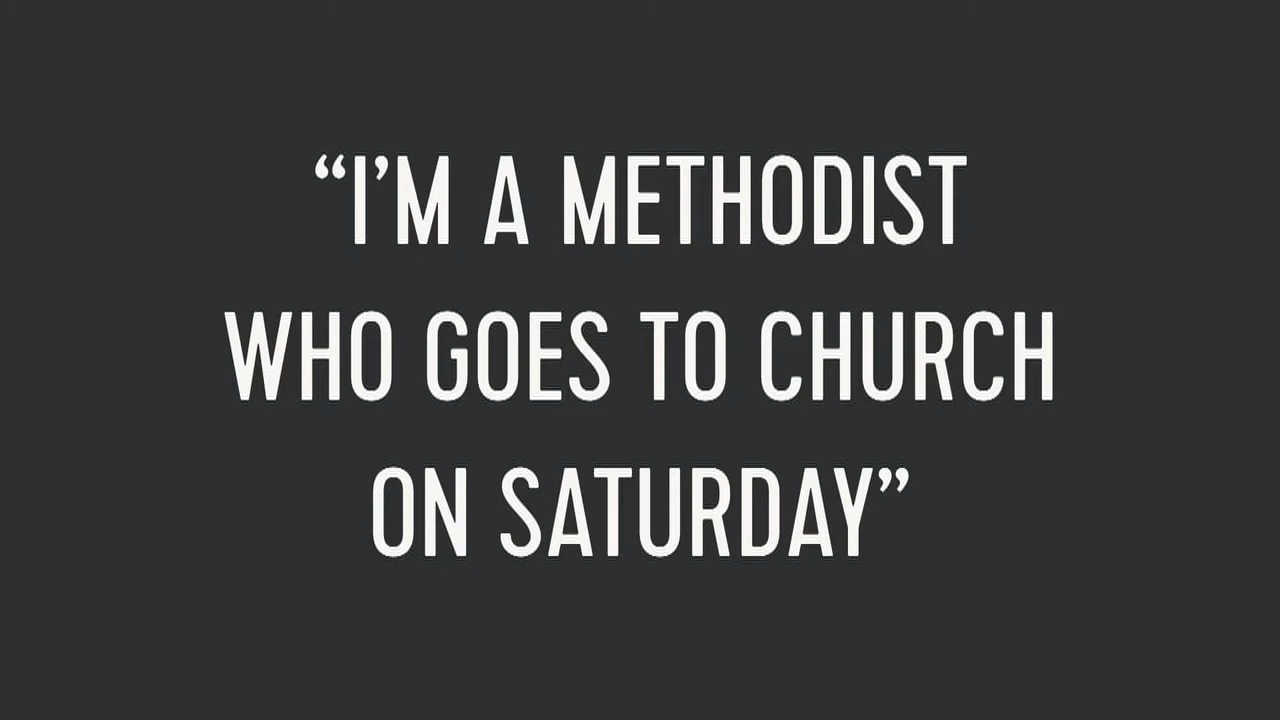 “I’M A METHODIST
WHO GOES TO CHURCH
ON SATURDAY”